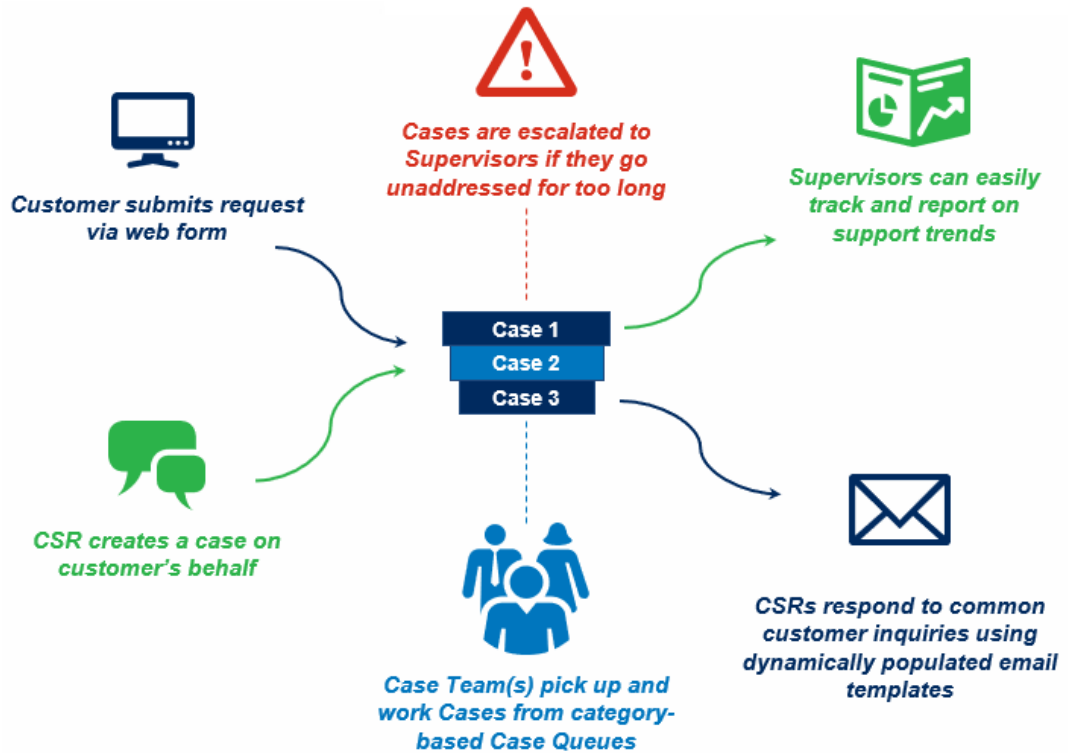 Customer submits request
via web form
Cases are escalated to
Supervisors if they go
unaddressed for too long
Supervisors can easily
track and report on
support trends
Case 1
Case 2
Case 3
CSR creates a case on
customer's behalf
Case Team(s) pick up and
work Cases from category-
based Case Queues
CSRs respond to common
customer inquiries using
dynamically populated email
templates